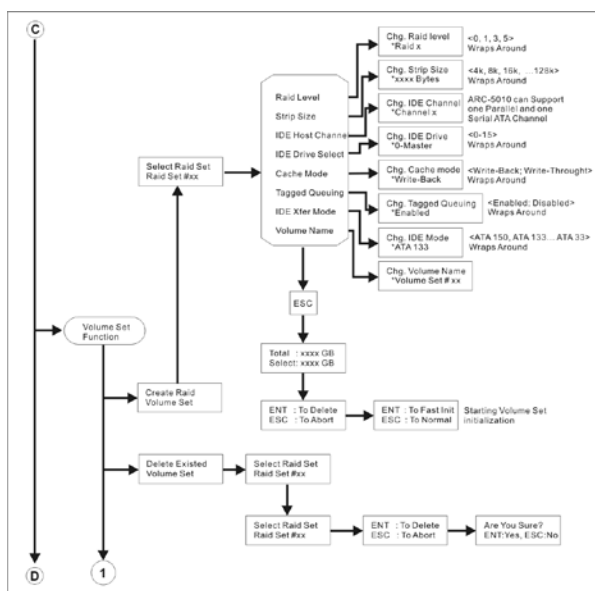 C
Chg. Raid level
*Raid x
<0, 1, 3, 5>
Wraps Around
Chg. Strip Size
*xxxx Bytes
<4k, 8k, 16k, ....128k>
Wraps Around
Raid Level
Strip Size
IDE Host Channe
IDE Drive Select
Cache Mode
Tagged Queuing
IDE Xfer Mode
Volume Name
Chg. IDE Channel
*Channel x
ARC-5010 can Support
one Parallel and one
Serial ATA Channel
Chg. IDE Drive
*0-Master
<0-15>
Wraps Around
Select Raid Set
Raid Set #xx
Chg. Cache mode
*Write-Back
<Write-Back; Write-Throught>
Wraps Around
Chg. Tagged Queuing
*Enabled
<Enabled; Disabled>
Wraps Around
Chg. IDE Mode
*ATA 133
<ATA 150, ATA 133....ATA 33>
Wraps Around
Chg. Volume Name
*Volume Set # xx
ESC
Volume Set
Function
Total : xxxx GB
Select: xxxx GB
Create Raid
Volume Set
ENT : To Delete
ESC : To Abort
ENT : To Fast Init
ESC : To Normal
Starting Volume Set
initialization
Delete Existed
Volume Set
Select Raid Set
Raid Set #xx
Select Raid Set
Raid Set #xx
ENT : To Delete
ESC : To Abort
Are You Sure?
ENT:Yes, ESC:No
D
1